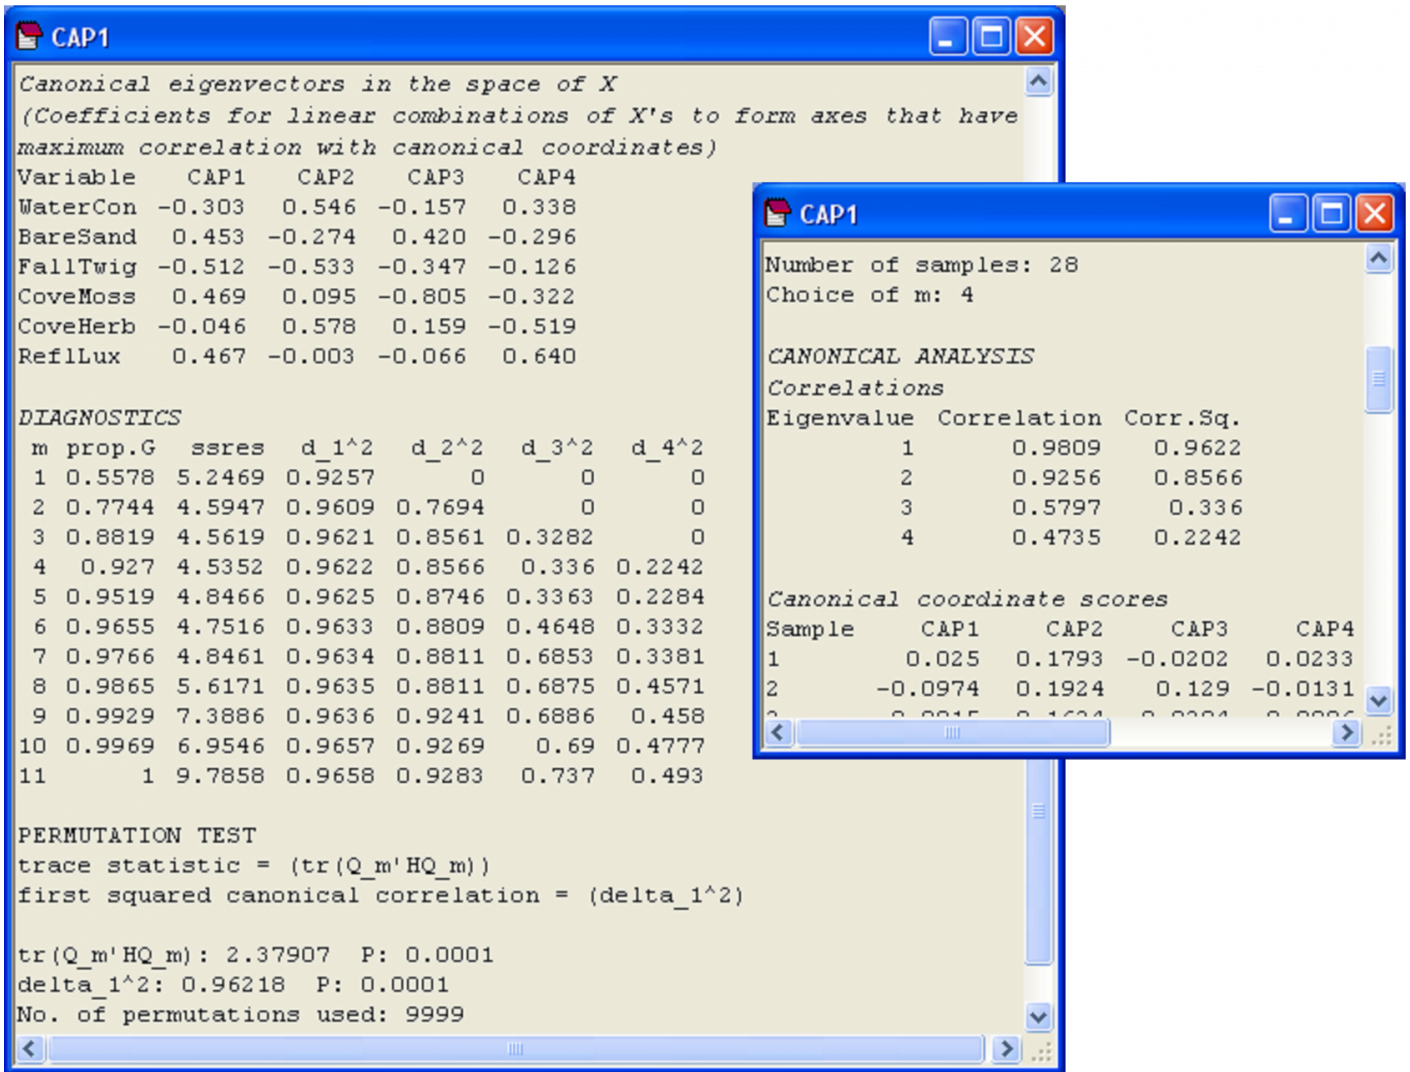 CAP1
Canonical eigenvectors in the space of X
(Coefficients for linear combinations of X's to form axes that have
maximum correlation with canonical coordinates)
Variable CAP1 CAP2 CAP3 CAP4
WaterCon -0.303 0.546 -0.157 0.338
BareSand 0.453 -0.274 0.420 -0.296
FallTwig -0.512 -0.533 -0.347 -0.126
CoveMoss 0.469 0.095 -0.805 -0.322
CoveHerb -0.046 0.578 0.159 -0.519
ReflLux 0.467 -0.003 -0.066 0.640
DIAGNOSTICS
m prop.G ssres d_1^2 d_2^2 d_3^2 d_4^2
1 0.5578 5.2469 0.9257 0 0 0
2 0.7744 4.5947 0.9609 0.7694 0 0
3 0.8819 4.5619 0.9621 0.8561 0.3282 0
4 0.927 4.5352 0.9622 0.8566 0.336 0.2242
5 0.9519 4.8466 0.9625 0.8746 0.3363 0.2284
6 0.9655 4.7516 0.9633 0.8809 0.4648 0.3332
7 0.9766 4.8461 0.9634 0.8811 0.6853 0.3381
8 0.9865 5.6171 0.9635 0.8811 0.6875 0.4571
9 0.9929 7.3886 0.9636 0.9241 0.6886 0.458
10 0.9969 6.9546 0.9657 0.9269 0.69 0.4777
11 1 9.7858 0.9658 0.9283 0.737 0.493
PERMUTATION TEST
trace statistic = (tr(Q_m'HQ_m))
first squared canonical correlation = (delta_1^2)
tr(Q_m'HQ_m): 2.37907 P: 0.0001
delta_1^2: 0.96218 P: 0.0001
No. of permutations used: 9999
CAP1
Number of samples: 28
Choice of m: 4
CANONICAL ANALYSIS
Correlations
Eigenvalue Correlation Corr.Sq.
1 0.9809 0.9622
2 0.9256 0.8566
3 0.5797 0.336
4 0.4735 0.2242
Canonical coordinate scores
Sample CAP1 CAP2 CAP3 CAP4
1 0.025 0.1793 -0.0202 0.0233
2 -0.0974 0.1924 0.129 -0.0131